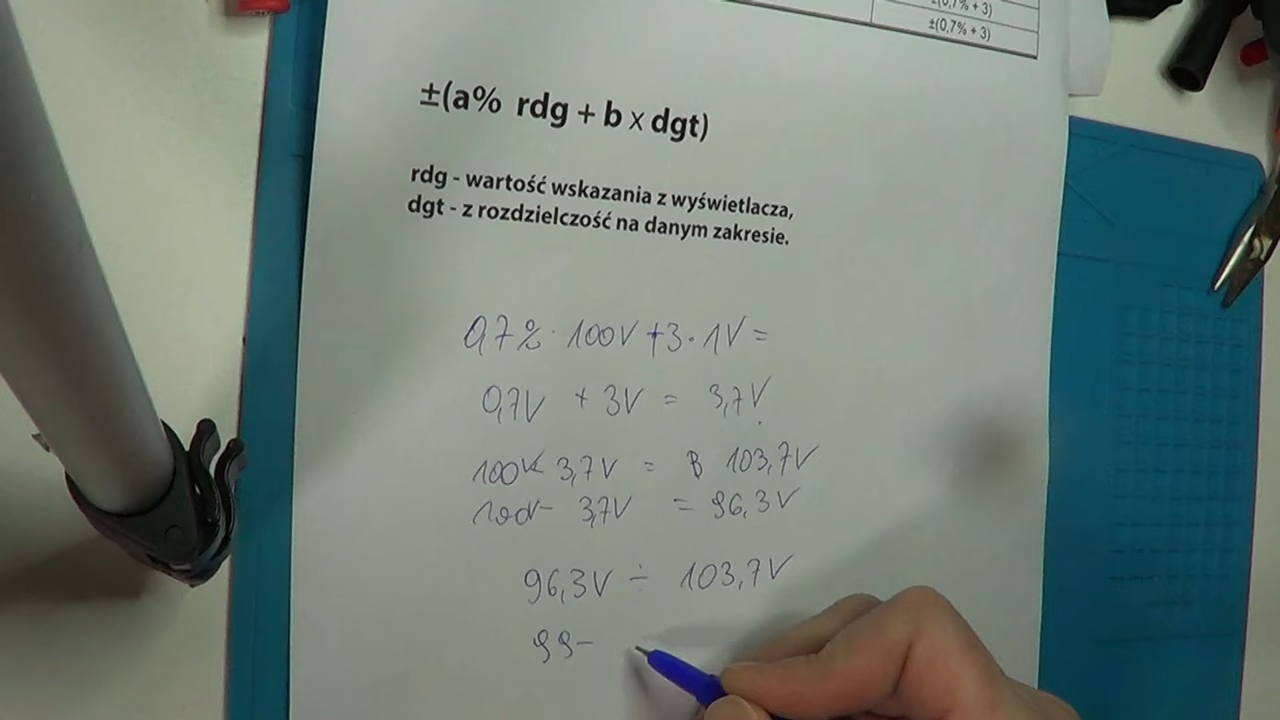 ±(0,7% + 3)
±(0,7% + 3)
±(a% rdg + b x dgt)
rdg - wartość wskazania z wyświetlacza,
dgt - z rozdzielczość na danym zakresie.
0,7% · 100V + 3 · 1V =
0,7V + 3V = 3,7V
100V 3,7V = 103,7V
100V - 3,7V = 96,3V
96,3V ÷ 103,7V
99-